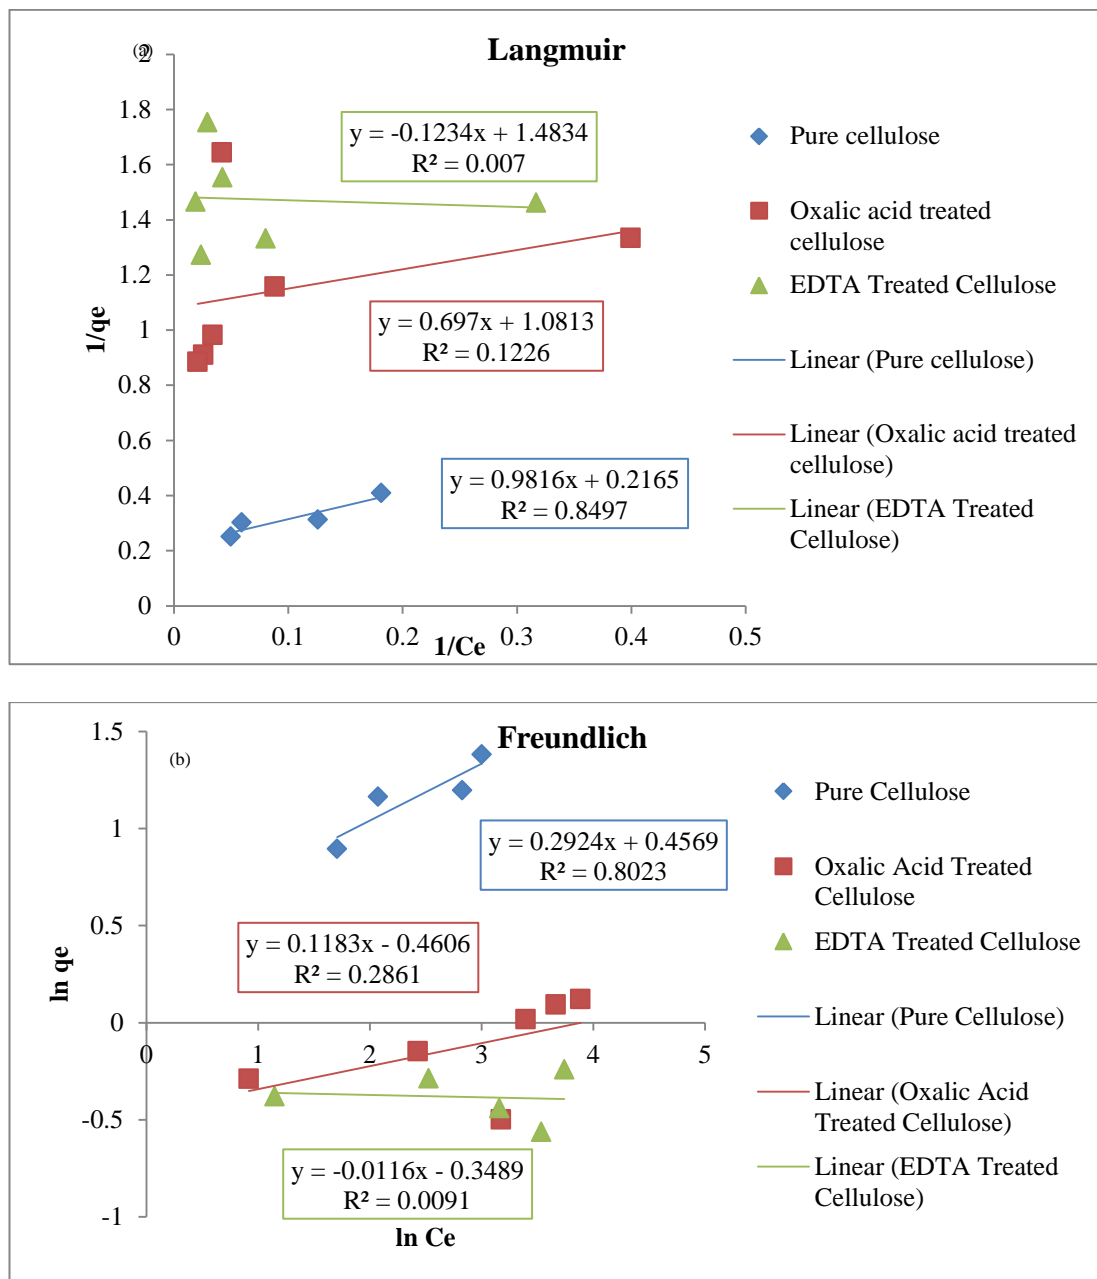 (a)
Langmuir
2
1.8
1.6
1.4
1.2
1
0.8
0.6
0.4
0.2
0
1/qe
y = -0.1234x + 1.4834
R² = 0.007
y = 0.697x + 1.0813
R² = 0.1226
y = 0.9816x + 0.2165
R² = 0.8497
0 0.1 0.2 0.3 0.4 0.5
1/Ce
Pure cellulose
Oxalic acid treated
cellulose
EDTA Treated Cellulose
Linear (Pure cellulose)
Linear (Oxalic acid treated
cellulose)
Linear (EDTA Treated
Cellulose)
(b)
Freundlich
1.5
1
0.5
0
-0.5
-1
ln qe
y = 0.2924x + 0.4569
R² = 0.8023
y = 0.1183x - 0.4606
R² = 0.2861
0 1 2 3 4 5
y = -0.0116x - 0.3489
R² = 0.0091
ln Ce
Pure Cellulose
Oxalic Acid Treated
Cellulose
EDTA Treated Cellulose
Linear (Pure Cellulose)
Linear (Oxalic Acid
Treated Cellulose)
Linear (EDTA Treated
Cellulose)